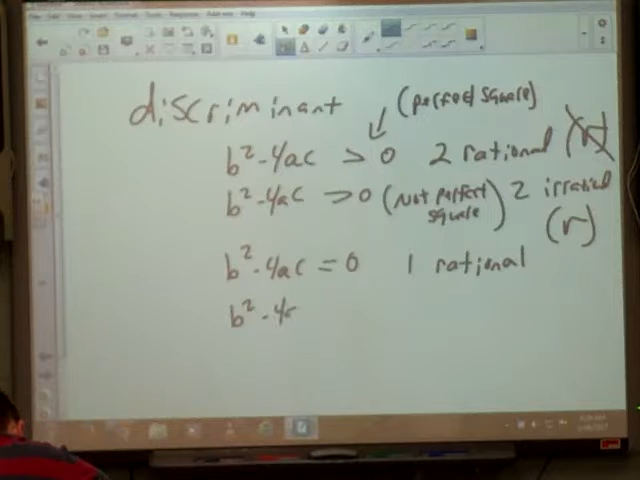 discriminant (perfect square)
b²-4ac > 0 2 rational
b²-4ac > 0 (not perfect square) 2 irrational
(r)
b²-4ac = 0 1 rational
b²-4